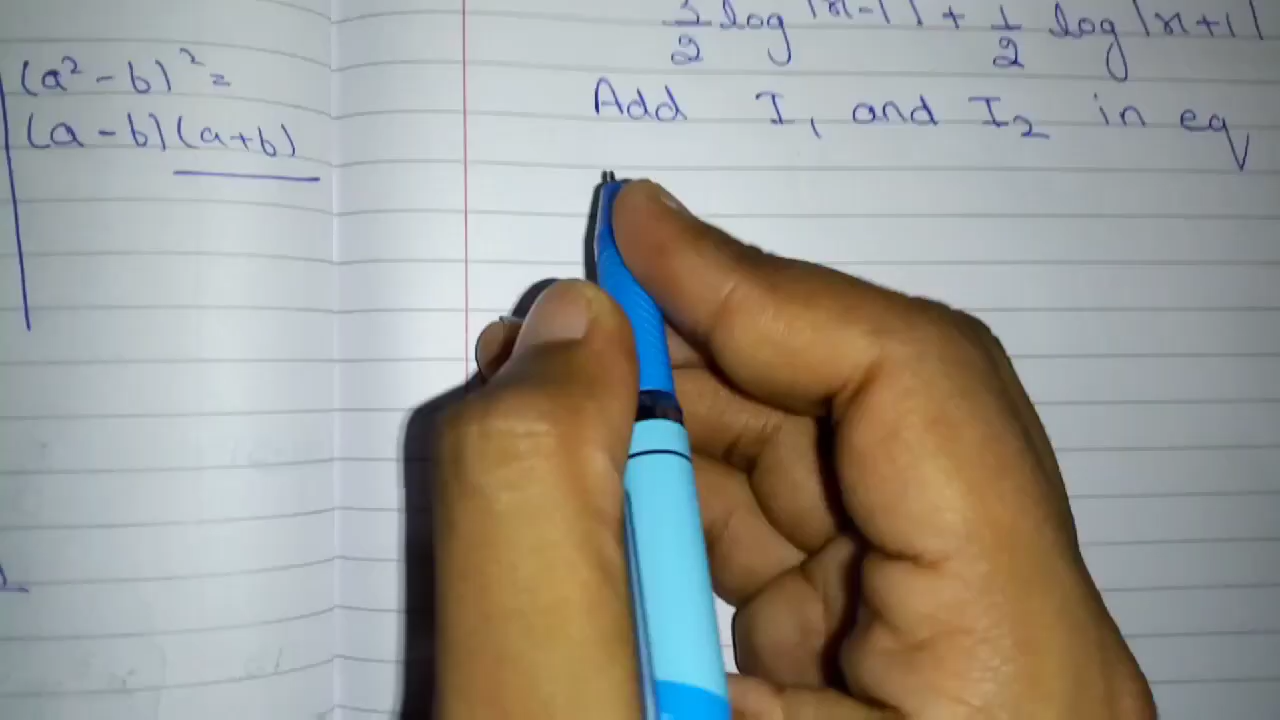 (a² - b)² =
(a - b)(a+b)
1/2 log |x-1| + 1/2 log |x+1|
Add I₁ and I₂ in eq